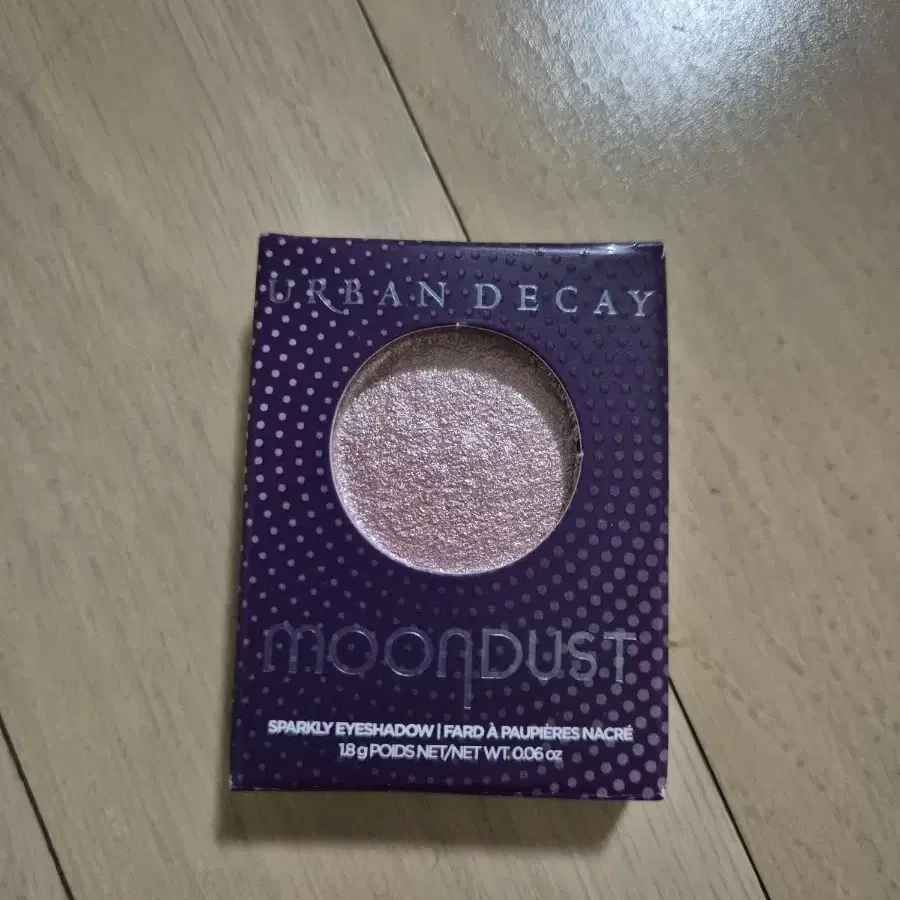 URBAN DECAY
MOONDUST
SPARKLY EYESHADOW | FARD À PAUPIÈRES NACRÉ
1.8 g POIDS NET/NET WT. 0.06 oz